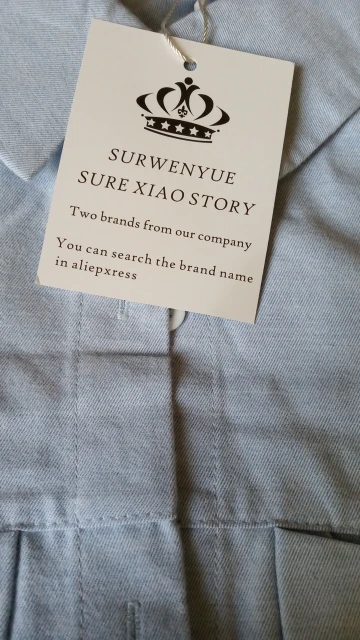 SURWENYUE
SURE XIAO STORY
Two brands from our company
You can search the brand name
in aliepxress